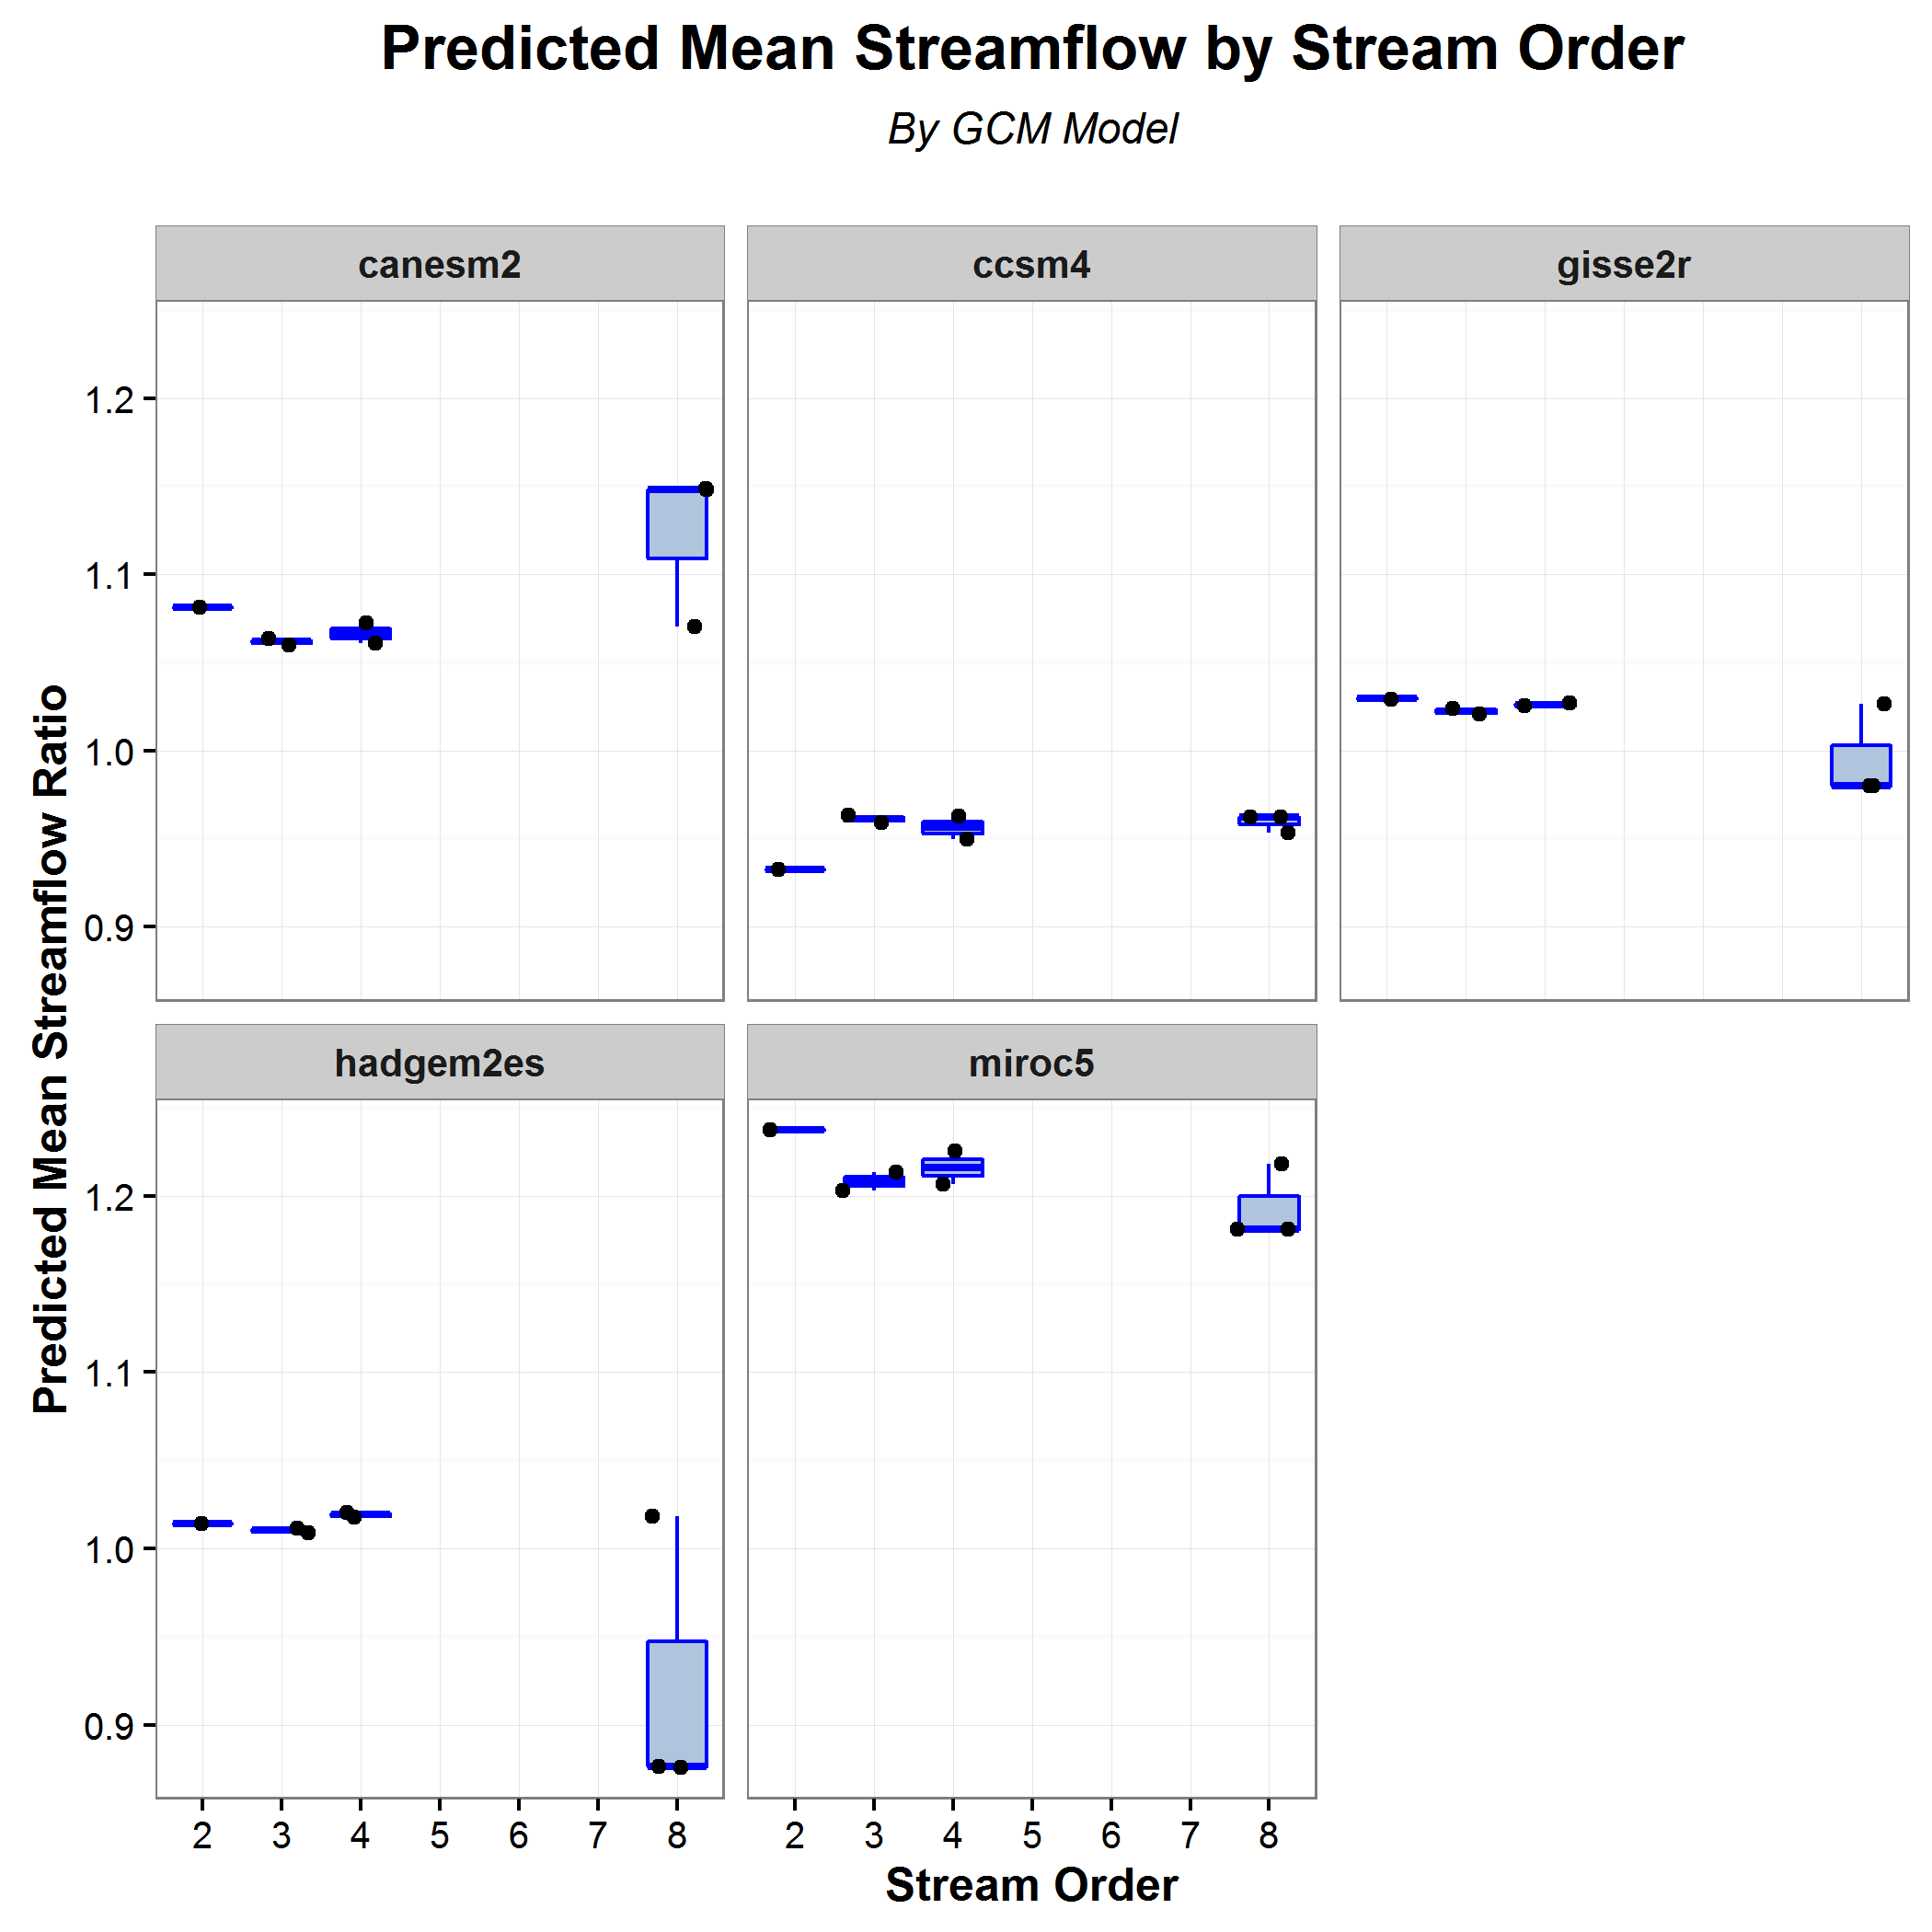 Predicted Mean Streamflow by Stream Order
By GCM Model
canesm2
ccsm4
gisse2r
1.2
1.1
1.0
0.9
Predicted Mean Streamflow Ratio
hadgem2es
miroc5
1.2
1.1
1.0
0.9
2 3 4 5 6 7 8
2 3 4 5 6 7 8
Stream Order